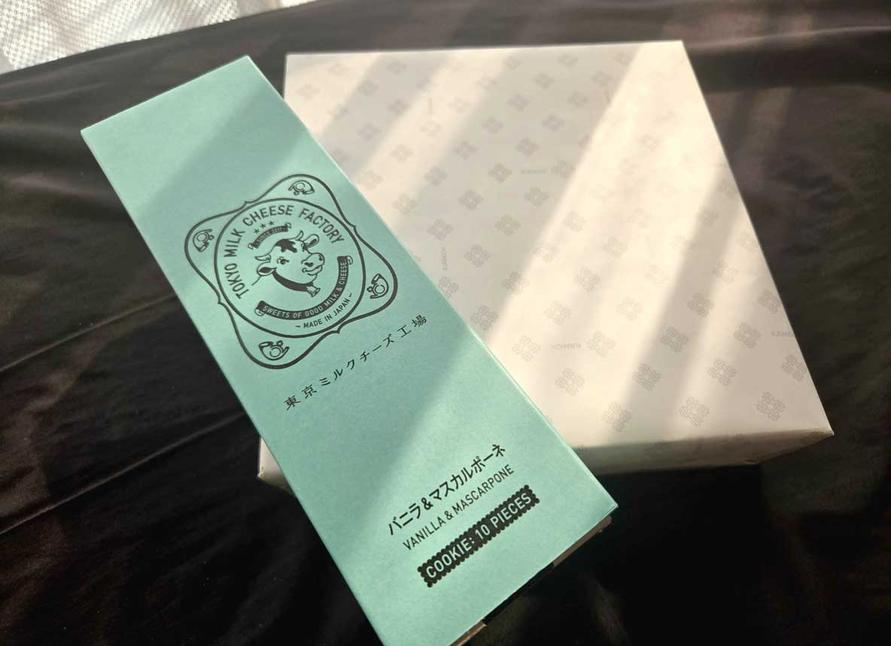 TOKYO MILK CHEESE FACTORY
SWEETS OF GOOD MILK & CHEESE
~ MADE IN JAPAN ~
東京ミルクチーズ工場
バニラ&マスカルポーネ
VANILLA & MASCARPONE
COOKIE: 10 PIECES